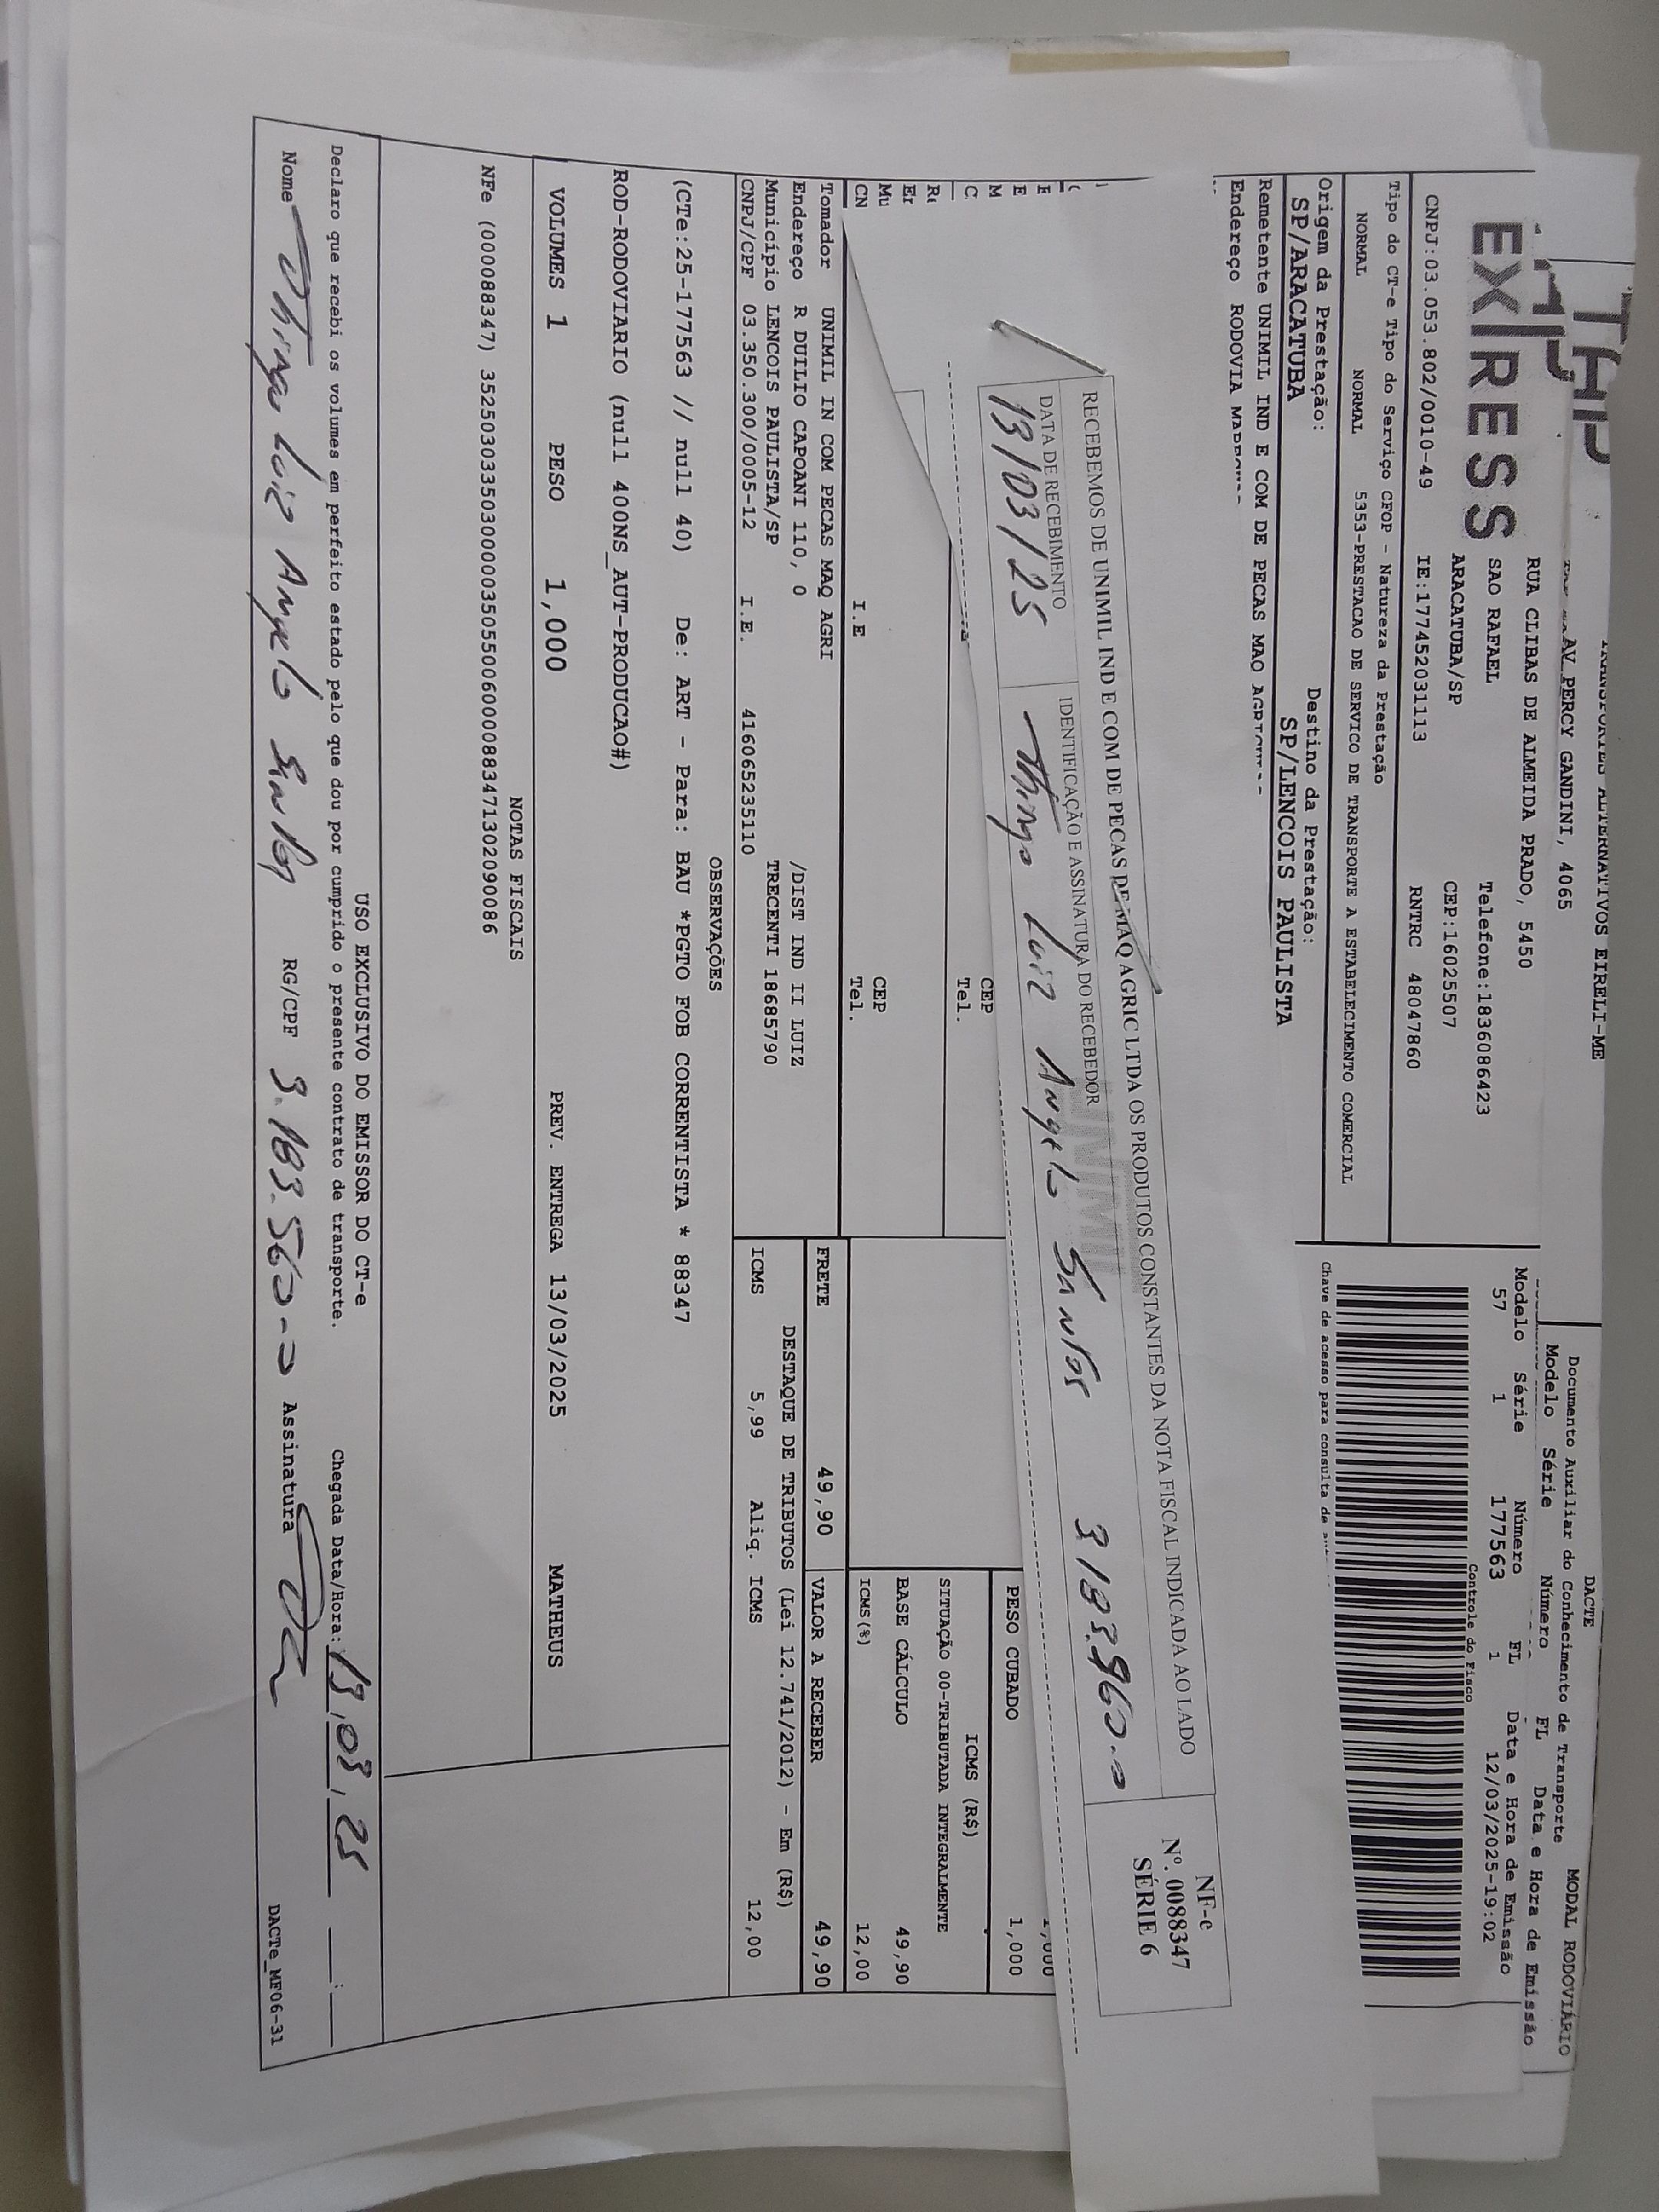 TRANSPORTES ALTERNATIVOS EIRELI-ME
AV PERCY GANDINI, 4065
EXPRESS
RUA CLIBAS DE ALMEIDA PRADO, 5450
SAO RAFAEL Telefone:1836086423
ARACATUBA/SP CEP:16025507
CNPJ:03.053.802/0010-49 IE:177452031113 RNTRC 48047860
Tipo do CT-e Tipo do Serviço CFOP - Natureza da Prestação
NORMAL NORMAL 5353-PRESTACAO DE SERVICO DE TRANSPORTE A ESTABELECIMENTO COMERCIAL
Origem da Prestação: Destino da Prestação:
SP/ARACATUBA SP/LENCOIS PAULISTA
Remetente UNIMIL IND E COM DE PECAS MAQ
Endereço RODOVIA
DACTE MODAL RODOVIÁRIO
Documento Auxiliar do Conhecimento de Transporte
Modelo Série Número FL Data e Hora de Emissão
Modelo Série Número FL Data e Hora de Emissão
57 1 177563 1 12/03/2025-19:02
Controle do Fisco
Chave de acesso para consulta de
RECEBEMOS DE UNIMIL IND E COM DE PECAS DE MAQ AGRIC LTDA OS PRODUTOS CONSTANTES DA NOTA FISCAL INDICADA AO LADO
DATA DE RECEBIMENTO IDENTIFICAÇÃO E ASSINATURA DO RECEBEDOR
13/03/25 Thiago Luiz Angelo Santos
NF-e
Nº. 0088347
SÉRIE 6
CEP
Tel.
PESO CUBADO 1,000
ICMS (R$)
SITUAÇÃO 00-TRIBUTADA INTEGRALMENTE
BASE CÁLCULO 49,90
ICMS(%) 12,00
CEP
I.E Tel.
Tomador UNIMIL IN COM PECAS MAQ AGRI
Endereço R DUILIO CAPOANI 110, 0 /DIST IND II LUIZ
Município LENCOIS PAULISTA/SP TRECENTI 18685790
CNPJ/CPF 03.350.300/0005-12 I.E. 416065235110
FRETE 49,90 VALOR A RECEBER 49,90
DESTAQUE DE TRIBUTOS (Lei 12.741/2012) - Em (R$)
ICMS 5,99 Aliq. ICMS 12,00
OBSERVAÇÕES
(CTe:25-177563 // null 40) De: ART - Para: BAU *PGTO FOB CORRENTISTA * 88347
ROD-RODOVIARIO (null 400NS_AUT-PRODUCAO#)
VOLUMES 1 PESO 1,000 PREV. ENTREGA 13/03/2025 MATHEUS
NOTAS FISCAIS
NFe (000088347) 35250303350300000350550060000883471302090086
USO EXCLUSIVO DO EMISSOR DO CT-e
Declaro que recebi os volumes em perfeito estado pelo que dou por cumprido o presente contrato de transporte. Chegada Data/Hora: 13,03,25
Nome Thiago Luiz Angelo Santos RG/CPF Assinatura
DACTe_MF06-31